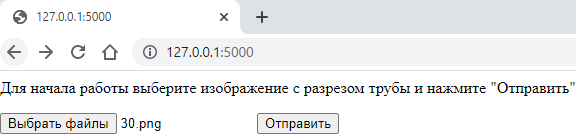 127.0.0.1:5000
127.0.0.1:5000
Для начала работы выберите изображение с разрезом трубы и нажмите "Отправить"
Выбрать файлы 30.png Отправить